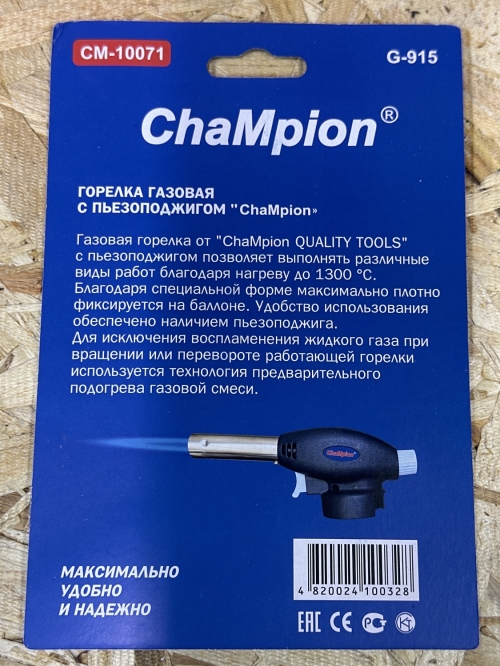 CM-10071
G-915
ChaMpion®
ГОРЕЛКА ГАЗОВАЯ
С ПЬЕЗОПОДЖИГОМ "ChaMpion»
Газовая горелка от "ChaMpion QUALITY TOOLS"
с пьезоподжигом позволяет выполнять различные
виды работ благодаря нагреву до 1300 °С.
Благодаря специальной форме максимально плотно
фиксируется на баллоне. Удобство использования
обеспечено наличием пьезоподжига.
Для исключения воспламенения жидкого газа при
вращении или перевороте работающей горелки
используется технология предварительного
подогрева газовой смеси.
ChaMpion
МАКСИМАЛЬНО
УДОБНО
И НАДЕЖНО
4 820024 100328
EAC CE PC